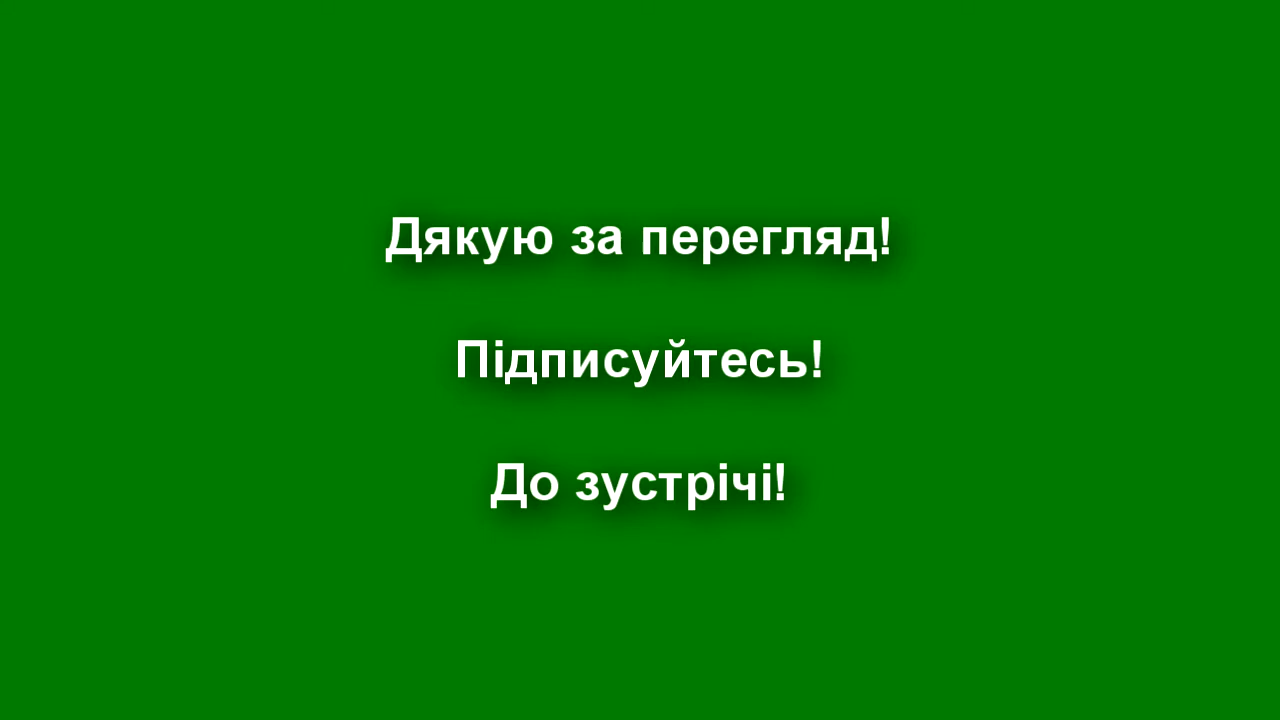 Дякую за перегляд!
Підписуйтесь!
До зустрічі!